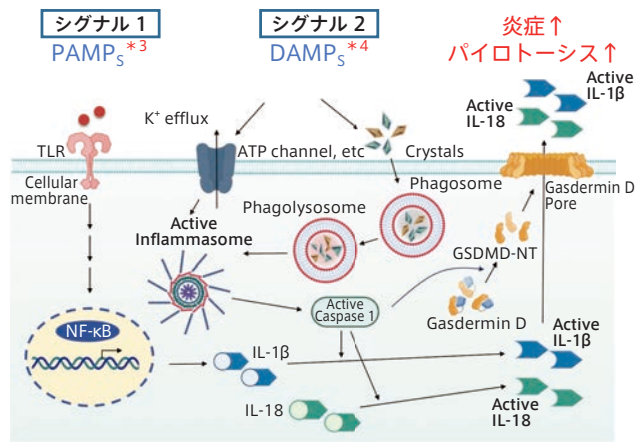 シグナル 1
PAMPS*3
シグナル 2
DAMPS*4
炎症↑
パイロトーシス↑
Active
IL-1β
Active
IL-18
K+ efflux
TLR
ATP channel, etc
Crystals
Cellular
membrane
Phagosome
Gasdermin D
Pore
Phagolysosome
Active
Inflammasome
GSDMD-NT
Active
Caspase 1
Gasdermin D
NF-κB
IL-1β
Active
IL-1β
IL-18
Active
IL-18